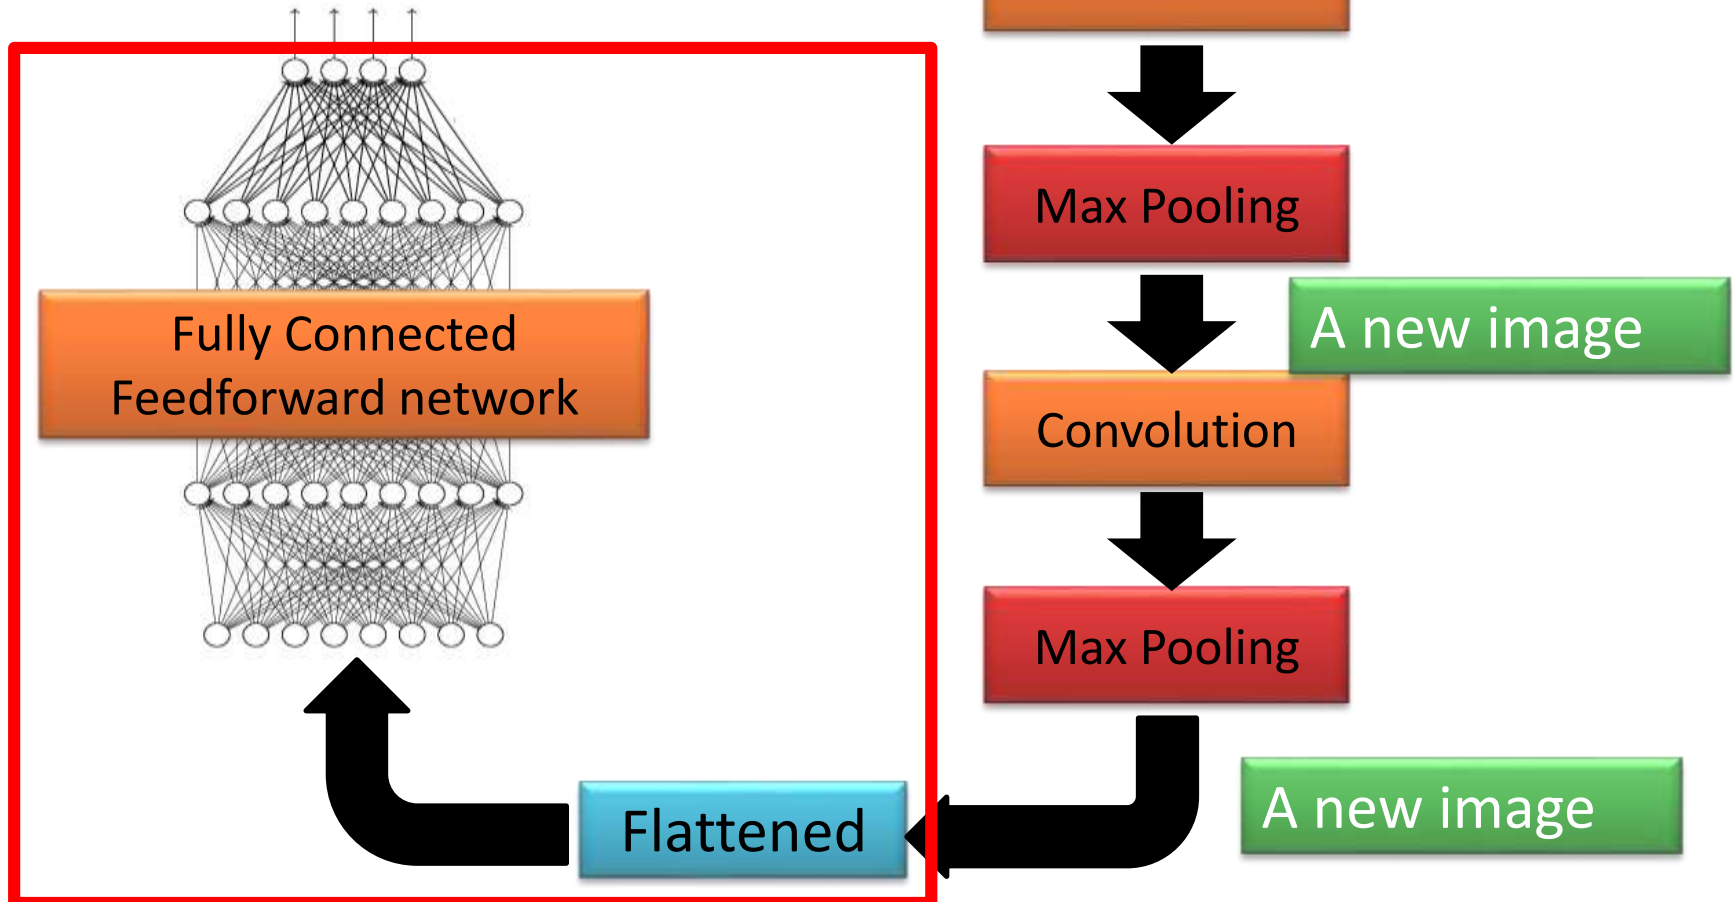 Max Pooling
A new image
Fully Connected
Feedforward network
Convolution
Max Pooling
A new image
Flattened